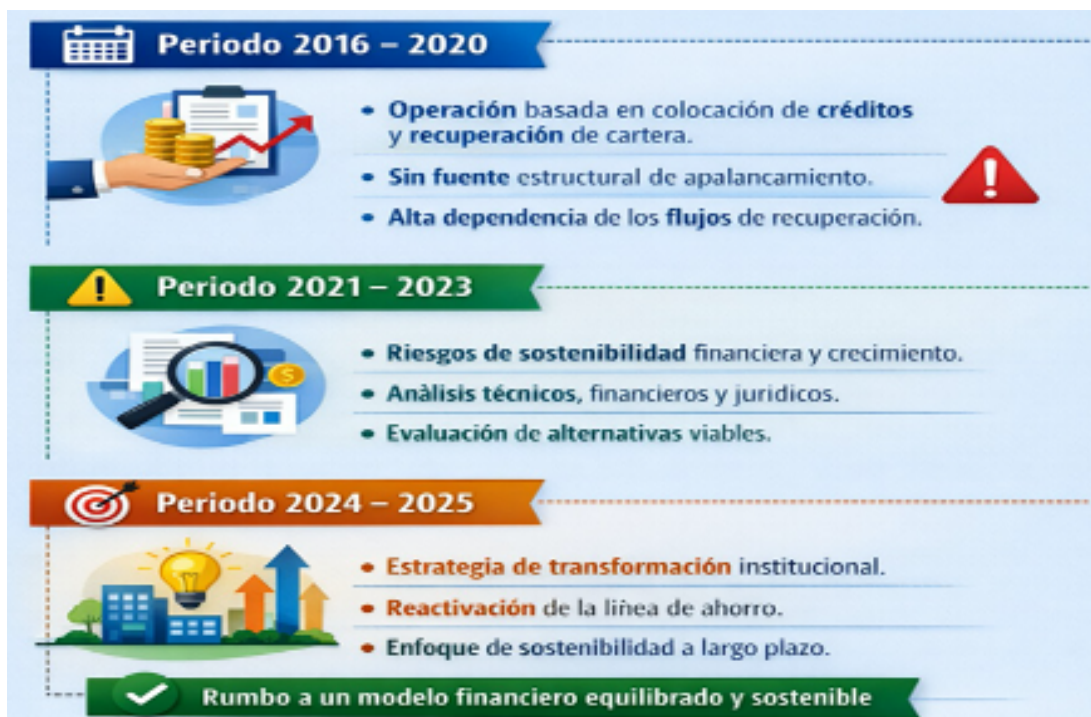 Periodo 2016 – 2020
• Operación basada en colocación de créditos
y recuperación de cartera.
• Sin fuente estructural de apalancamiento.
• Alta dependencia de los flujos de recuperación.
Periodo 2021 – 2023
• Riesgos de sostenibilidad financiera y crecimiento.
• Anàlisis técnicos, financieros y juridicos.
• Evaluación de alternativas viables.
Periodo 2024 – 2025
• Estrategia de transformación institucional.
• Reactivación de la liñea de ahorro.
• Enfoque de sostenibilidad a largo plazo.
Rumbo a un modelo financiero equilibrado y sostenible